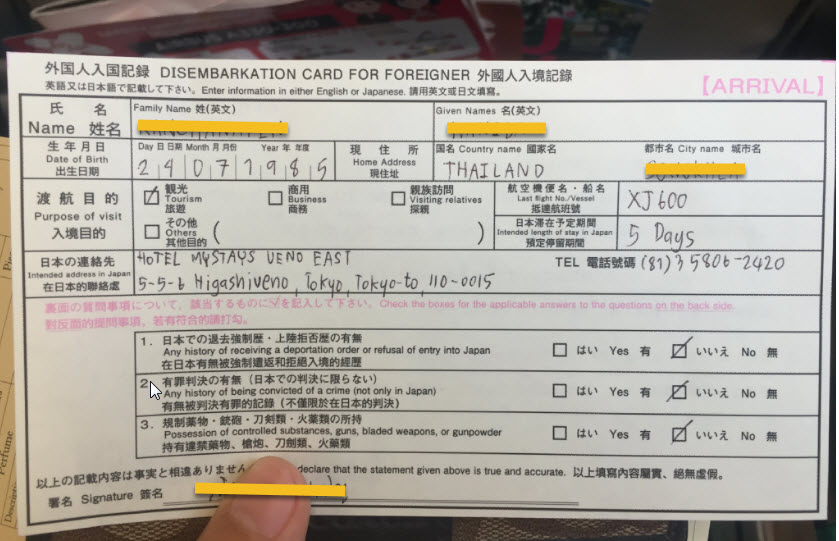 外国人入国記録 DISEMBARKATION CARD FOR FOREIGNER 外國人入境記錄
英語又は日本語で記載して下さい。Enter information in either English or Japanese. 請用英文或日文填寫。
【ARRIVAL】
氏 名
Name 姓名
Family Name 姓(英文)
Given Names 名(英文)
生年月日
Date of Birth
出生日期
Day 日 日期 Month 月 月份 Year 年 年度
24071985
現住所
Home Address
現住址
国名 Country name 國家名
THAILAND
都市名 City name 城市名
渡航目的
Purpose of visit
入境目的
観光
Tourism
旅遊
商用
Business
商務
親族訪問
Visiting relatives
探親
その他
Others
其他目的
( )
航空機便名・船名
Last flight No./Vessel
抵達航班號
XJ600
日本滞在予定期間
Intended length of stay in Japan
預定停留期間
5 Days
日本の連絡先
Intended address in Japan
在日本的聯絡處
HOTEL MYSTAYS UENO EAST
TEL 電話號碼 (81)3 5806-2420
5-5-6 Higashiueno, Tokyo, Tokyo-to, 110-0015
裏面の質問事項について、該当するものに☑を記入して下さい。Check the boxes for the applicable answers to the questions on the back side.
對反面的提問事項，若有符合的請打勾。
1. 日本での退去強制歴・上陸拒否歴の有無
Any history of receiving a deportation order or refusal of entry into Japan
在日本有無被強制遣返和拒絕入境的經歷
はい Yes 有 いいえ No 無
2. 有罪判決の有無（日本での判決に限らない）
Any history of being convicted of a crime (not only in Japan)
有無被判決有罪的記錄（不僅限於在日本的判決）
はい Yes 有 いいえ No 無
3. 規制薬物・銃砲・刀剣類・火薬類の所持
Possession of controlled substances, guns, bladed weapons, or gunpowder
持有違禁藥物、槍炮、刀劍類、火藥類
はい Yes 有 いいえ No 無
以上の記載内容は事実と相違ありません declare that the statement given above is true and accurate. 以上填寫內容屬實、絕無虛假。
署名 Signature 簽名
Perfume